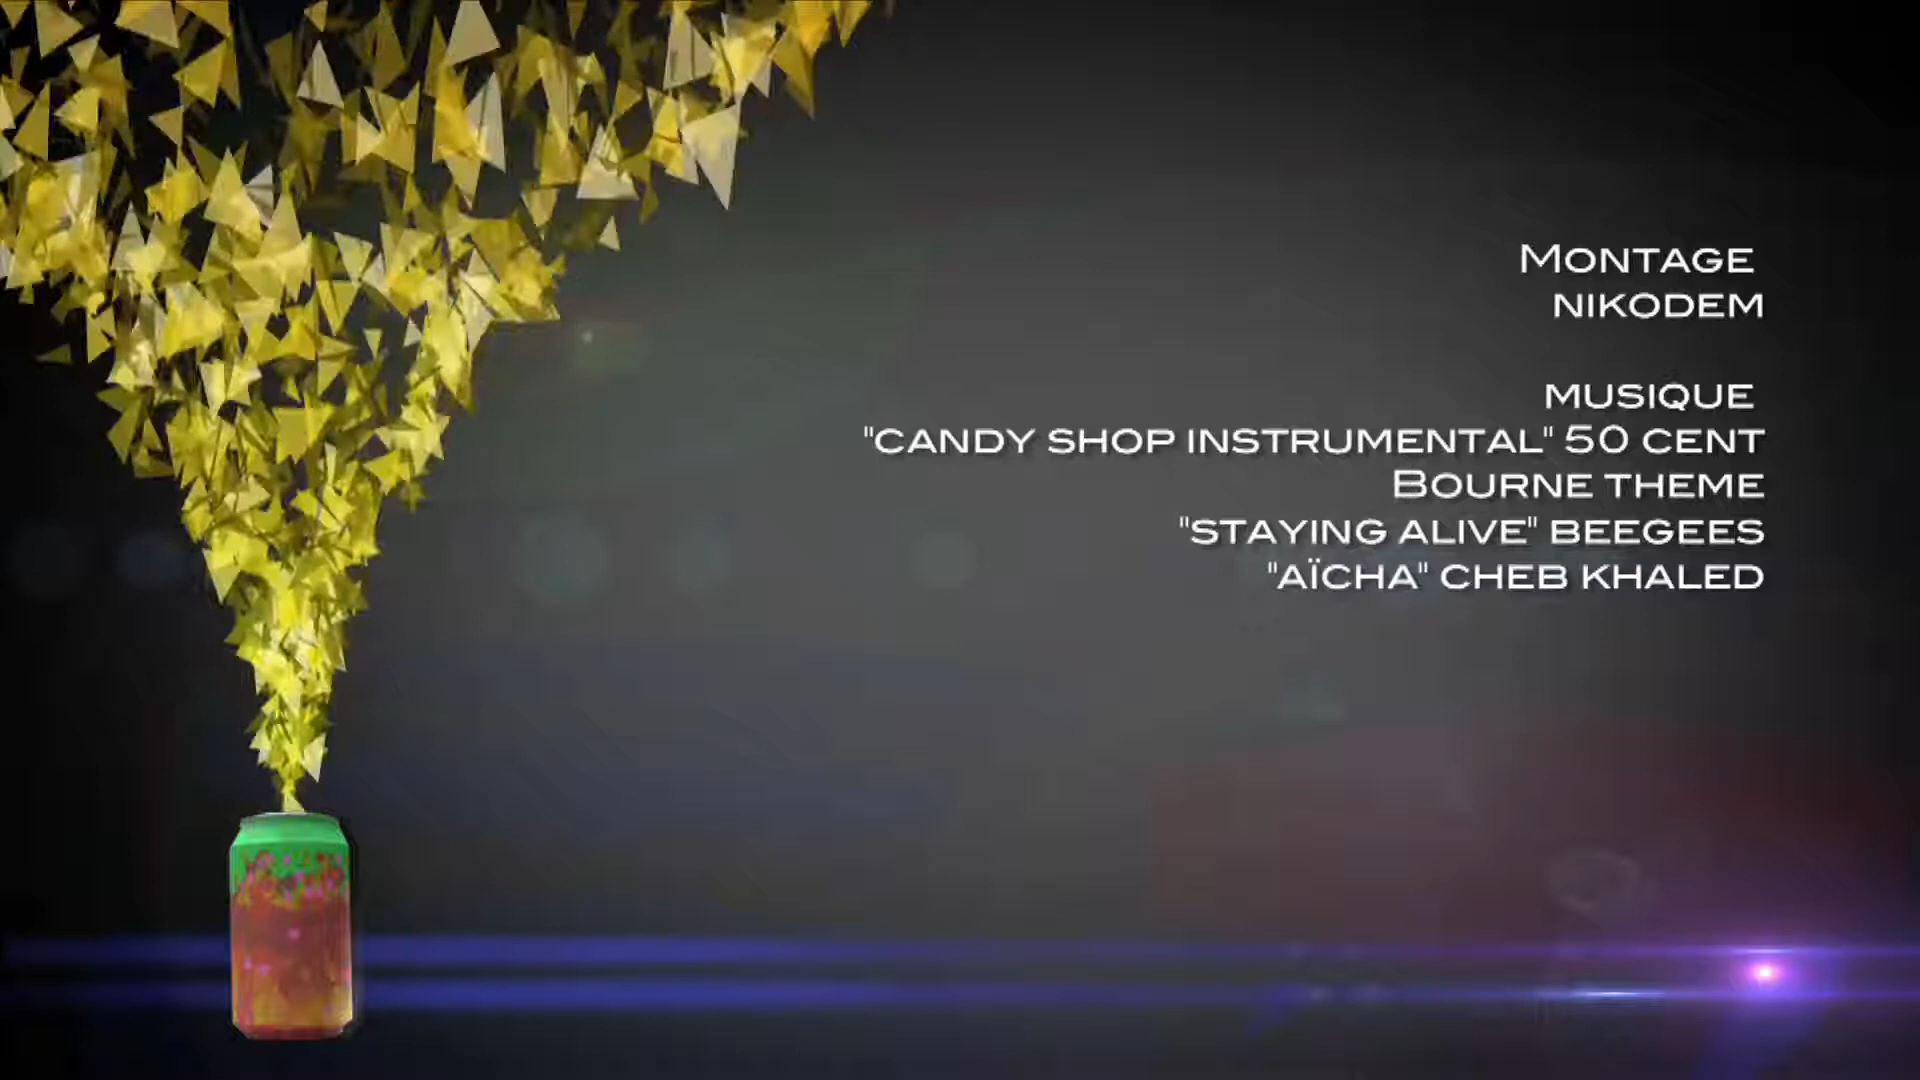 MONTAGE
NIKODEM
MUSIQUE
"CANDY SHOP INSTRUMENTAL" 50 CENT
BOURNE THEME
"STAYING ALIVE" BEEGEES
"AÏCHA" CHEB KHALED